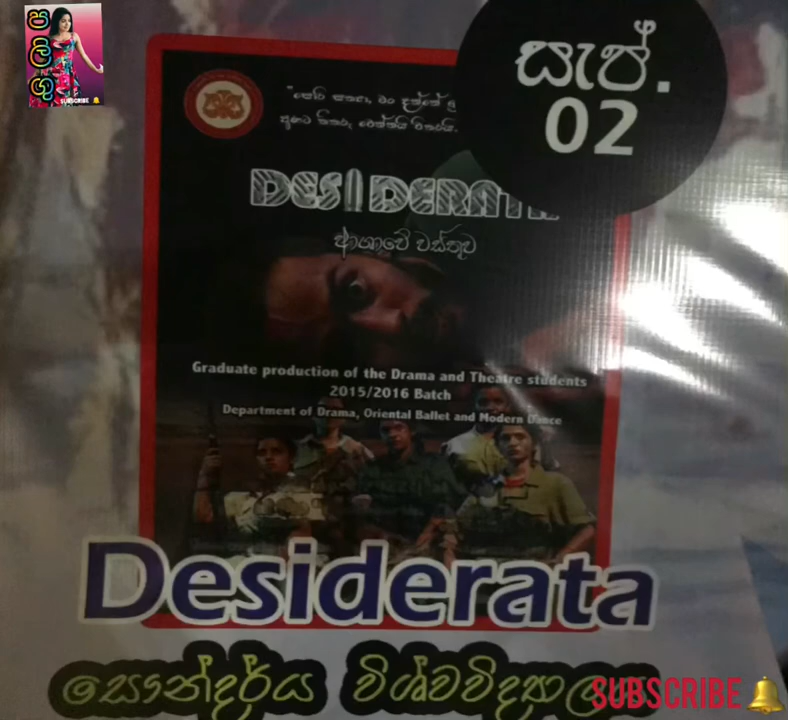 ප
ල
ශු
SUBSCRIBE
සැප්.
02
DESIDERATA
ආශාවේ වස්තුව
Graduate production of the Drama and Theatre students
2015/2016 Batch
Department of Drama, Oriental Ballet and Modern Dance
Desiderata
සෞන්දර්ය විශ්වවිද්‍යාල
SUBSCRIBE